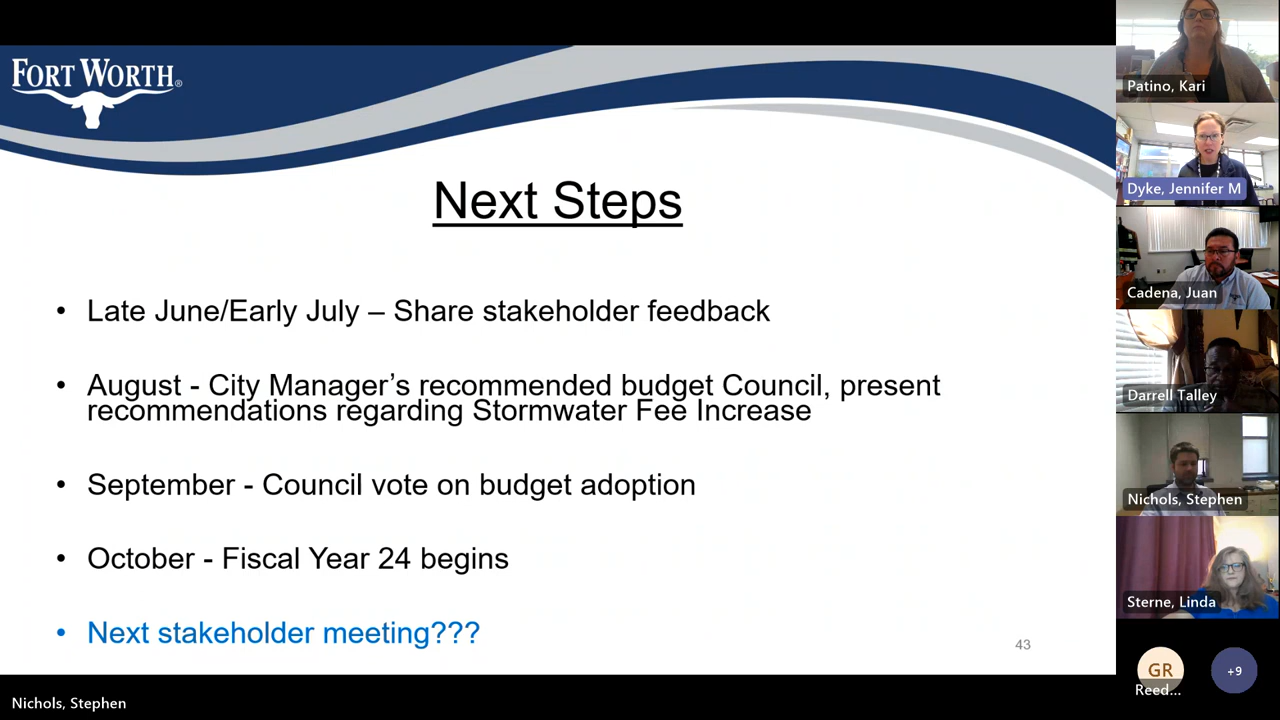 FORT WORTH®
Next Steps
• Late June/Early July – Share stakeholder feedback
• August - City Manager's recommended budget Council, present
recommendations regarding Stormwater Fee Increase
• September - Council vote on budget adoption
• October - Fiscal Year 24 begins
• Next stakeholder meeting???
43
Patino, Kari
Dyke, Jennifer M
Cadena, Juan
Darrell Talley
Nichols, Stephen
Sterne, Linda
GR
Reed...
+9
Nichols, Stephen